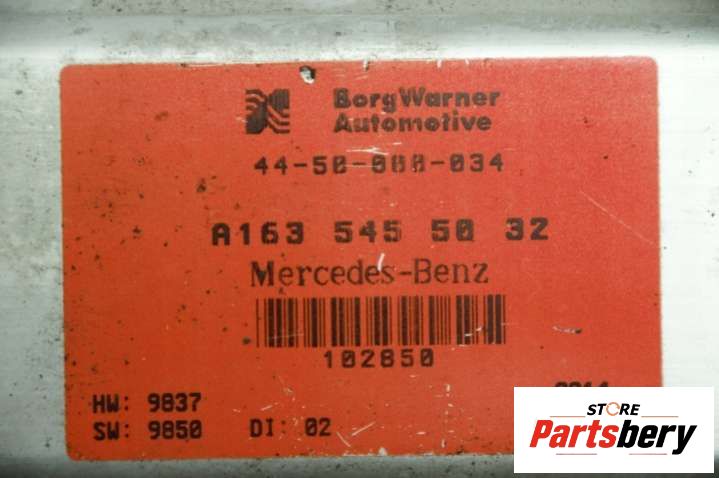 BorgWarner
Automotive
44-50-000-034
A163 545 50 32
Mercedes-Benz
102850
HW: 9837
SW: 9850 DI: 02
STORE
Partsbery